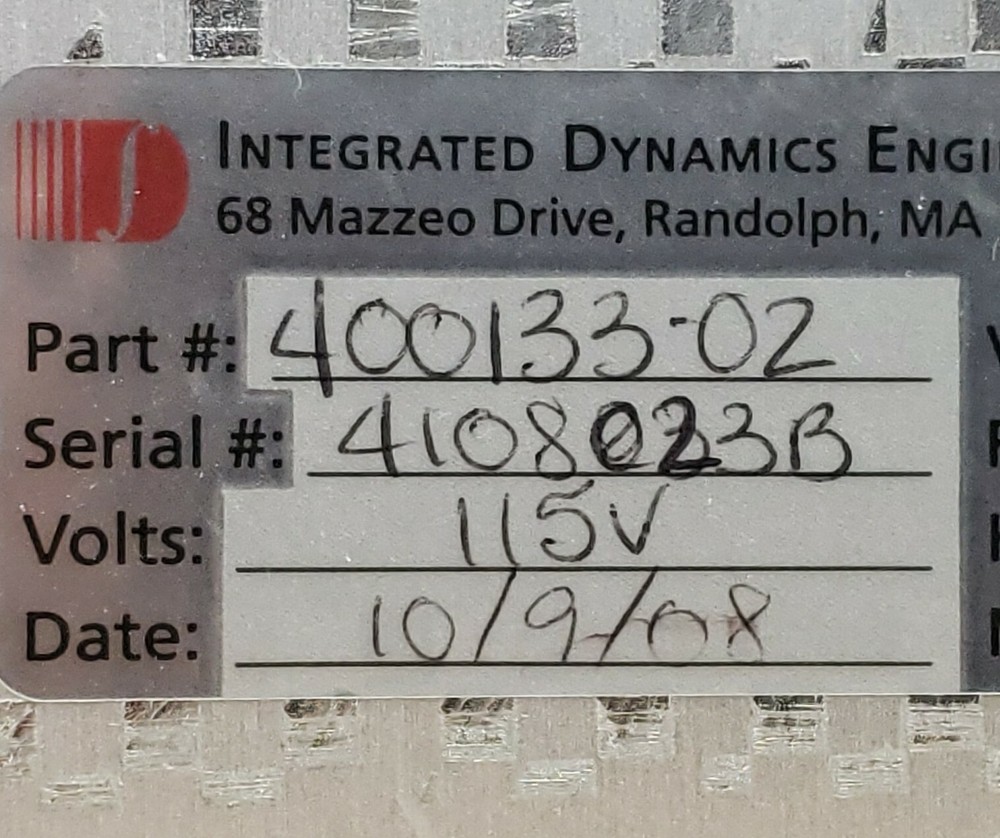 INTEGRATED DYNAMICS ENGI
68 Mazzeo Drive, Randolph, MA
Part #: 400133-02
Serial #: 4108023B
Volts: 115V
Date: 10/9/08